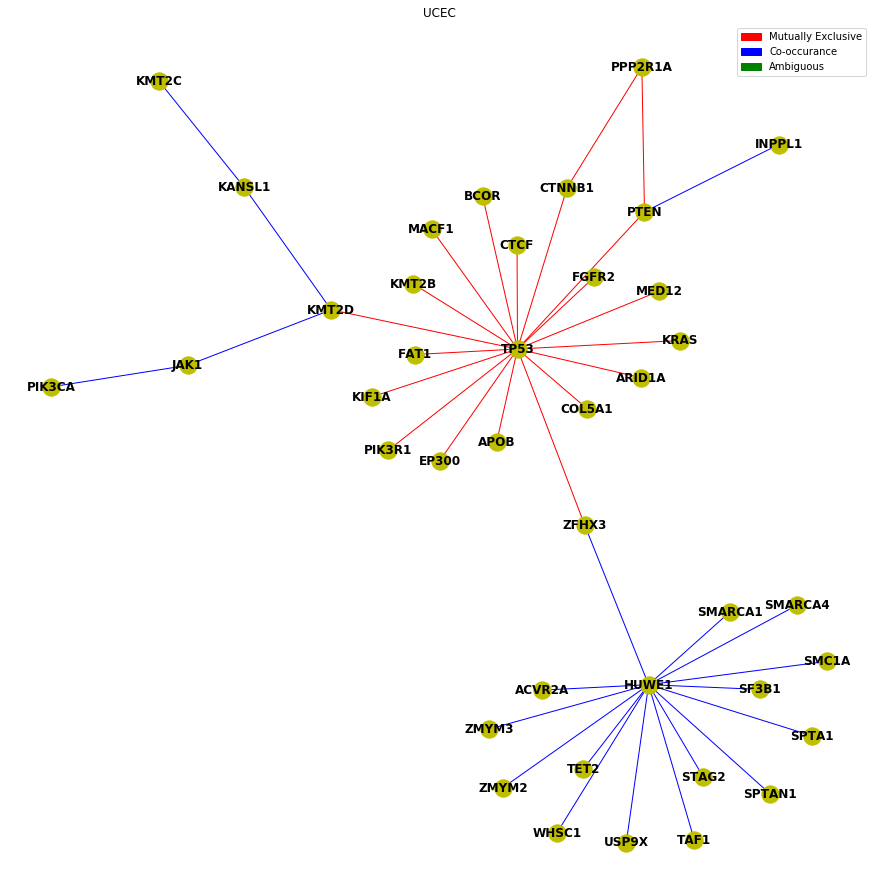 UCEC
Mutually Exclusive
Co-occurance
Ambiguous
PPP2R1A
KMT2C
INPPL1
KANSL1
CTNNB1
BCOR
PTEN
MACF1
CTCF
FGFR2
KMT2B
MED12
KMT2D
KRAS
TP53
FAT1
JAK1
ARID1A
PIK3CA
KIF1A
COL5A1
APOB
PIK3R1
EP300
ZFHX3
SMARCA4
SMARCA1
SMC1A
HUWE1
ACVR2A
SF3B1
ZMYM3
SPTA1
TET2
STAG2
ZMYM2
SPTAN1
WHSC1
TAF1
USP9X